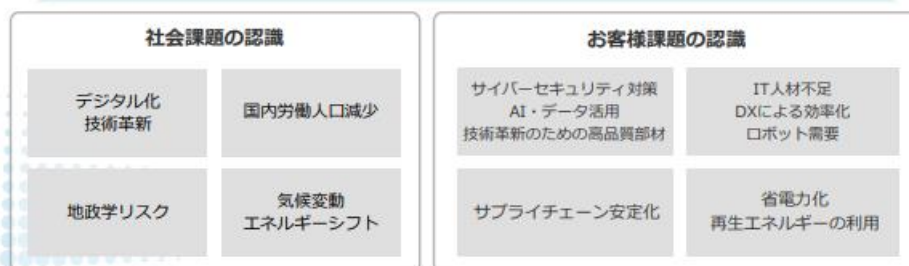 社会課題の認識
デジタル化
技術革新
国内労働人口減少
地政学リスク
気候変動
エネルギーシフト
お客様課題の認識
サイバーセキュリティ対策
AI・データ活用
技術革新のための高品質部材
IT人材不足
DXによる効率化
ロボット需要
サプライチェーン安定化
省電力化
再生エネルギーの利用